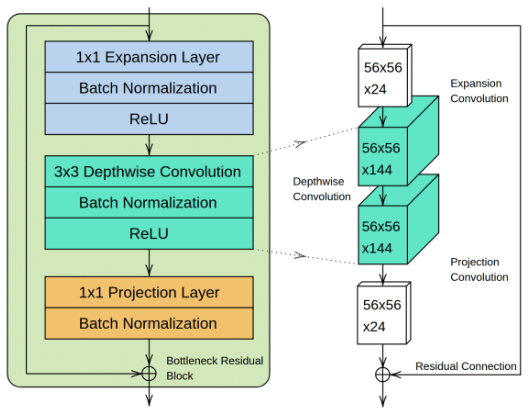 1x1 Expansion Layer
Batch Normalization
ReLU
3x3 Depthwise Convolution
Batch Normalization
ReLU
1x1 Projection Layer
Batch Normalization
Bottleneck Residual
Block
56x56
x24
Expansion
Convolution
56x56
x144
Depthwise
Convolution
56x56
x144
Projection
Convolution
56x56
x24
Residual Connection